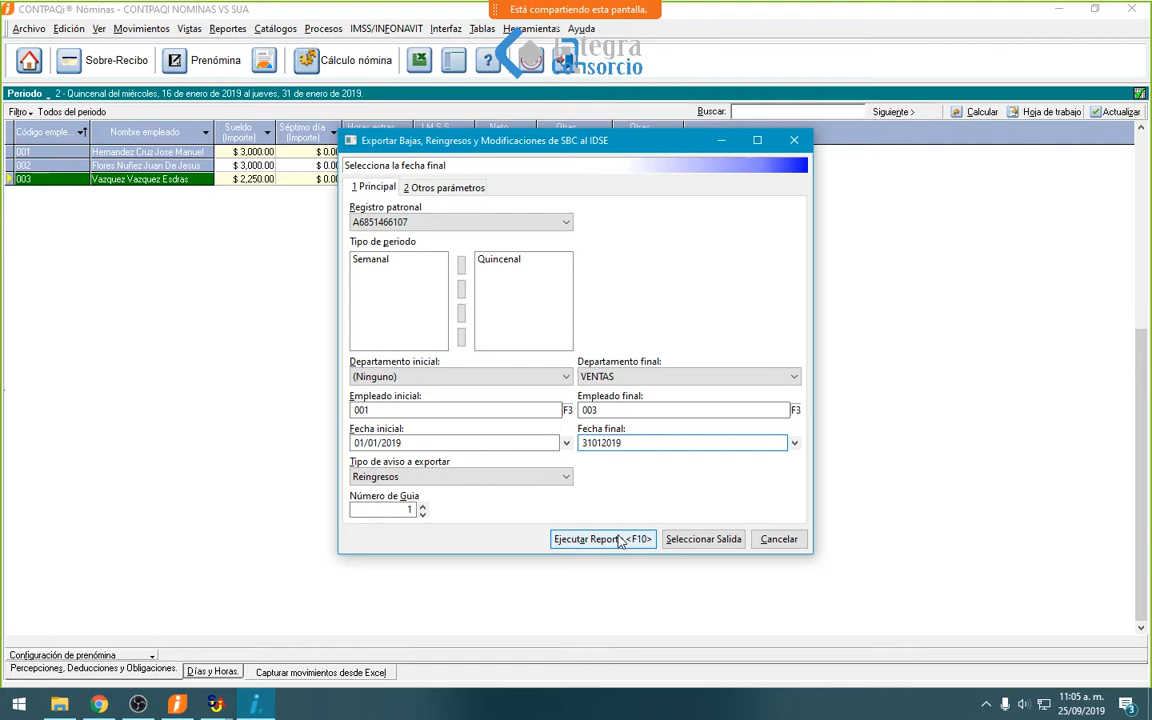 CONTPAQi® Nóminas - CONTPAQI NOMINAS VS SUA
Está compartiendo esta pantalla.
Archivo Edición Ver Movimientos Vistas Reportes Catálogos Procesos IMSS/INFONAVIT Interfaz Tablas Herramientas Ayuda
Sobre-Recibo Prenómina Cálculo nómina
Integra
Consorcio
Periodo 2 - Quincenal del miércoles, 16 de enero de 2019 al jueves, 31 de enero de 2019.
Filtro Todos del periodo Buscar: Siguiente> Calcular Hoja de trabajo Actualizar
Código emple... Nombre empleado Sueldo (Importe) Séptimo día (Importe) Horas extras I.M.S.S. Neto Otras Otras
001 Hernandez Cruz Jose Manuel $ 3,000.00 $ 0.00
002 Flores Nuñez Juan De Jesus $ 3,000.00 $ 0.00
003 Vazquez Vazquez Esdras $ 2,250.00 $ 0.00
Exportar Bajas, Reingresos y Modificaciones de SBC al IDSE
Selecciona la fecha final
1 Principal 2 Otros parámetros
Registro patronal
A6851466107
Tipo de periodo
Semanal Quincenal
Departamento inicial: Departamento final:
(Ninguno) VENTAS
Empleado inicial: Empleado final:
001 F3 003 F3
Fecha inicial: Fecha final:
01/01/2019 31012019
Tipo de aviso a exportar
Reingresos
Número de Guia
1
Ejecutar Report <F10> Seleccionar Salida Cancelar
Configuración de prenómina
Percepciones, Deducciones y Obligaciones. Días y Horas. Capturar movimientos desde Excel
11:05 a. m.
25/09/2019
3